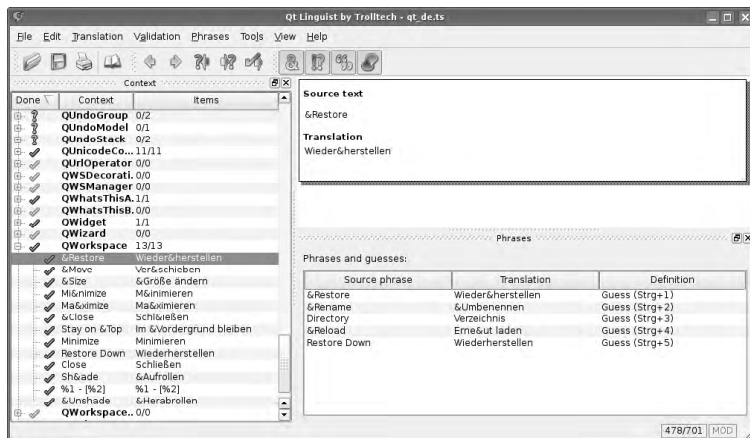 Qt Linguist by Trolltech - qt_de.ts
File Edit Translation Validation Phrases Tools View Help
Context
Done Context Items
QUndoGroup 0/2
QUndoModel 0/1
QUndoStack 0/2
QUnicodeCo... 11/11
QUrlOperator 0/0
QWSDecorati. 0/0
QWSManager 0/0
QWhatsThisA. 1/1
QWhatsThisB. 0/0
QWidget 1/1
QWizard 0/0
QWorkspace 13/13
&Restore Wieder&herstellen
&Move Ver&schieben
&Size &Größe ändern
Mi&nimize M&inimieren
Ma&ximize Ma&ximieren
&Close Schl&ießen
Stay on &Top Im &Vordergrund bleiben
Minimize Minimieren
Restore Down Wiederherstellen
Close Schließen
Sh&ade &Aufrollen
%1 - [%2] %1 - [%2]
&Unshade &Herabrollen
QWorkspace.. 0/0
Source text
&Restore
Translation
Wieder&herstellen
Phrases
Phrases and guesses:
Source phrase Translation Definition
&Restore Wieder&herstellen Guess (Strg+1)
&Rename &Umbenennen Guess (Strg+2)
Directory Verzeichnis Guess (Strg+3)
&Reload Erne&ut laden Guess (Strg+4)
Restore Down Wiederherstellen Guess (Strg+5)
478/701 MOD